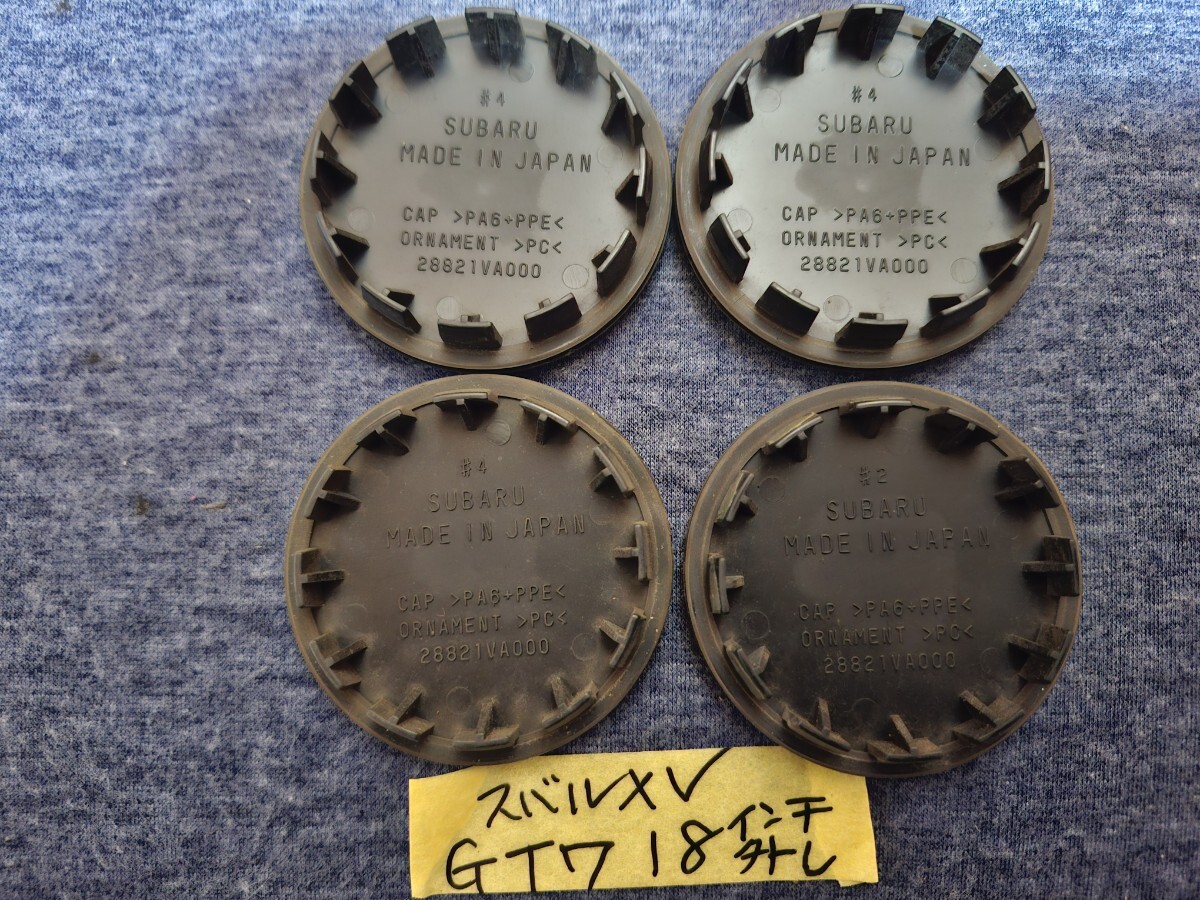 #4
SUBARU
MADE IN JAPAN
CAP >PA6+PPE<
ORNAMENT >PC<
28821VA000
#4
SUBARU
MADE IN JAPAN
CAP >PA6+PPE<
ORNAMENT >PC<
28821VA000
#4
SUBARU
MADE IN JAPAN
CAP >PA6+PPE<
ORNAMENT >PC<
28821VA000
#2
SUBARU
MADE IN JAPAN
CAP >PA6+PPE<
ORNAMENT >PC<
28821VA000
スバルXV
GT7 18インチ
外し